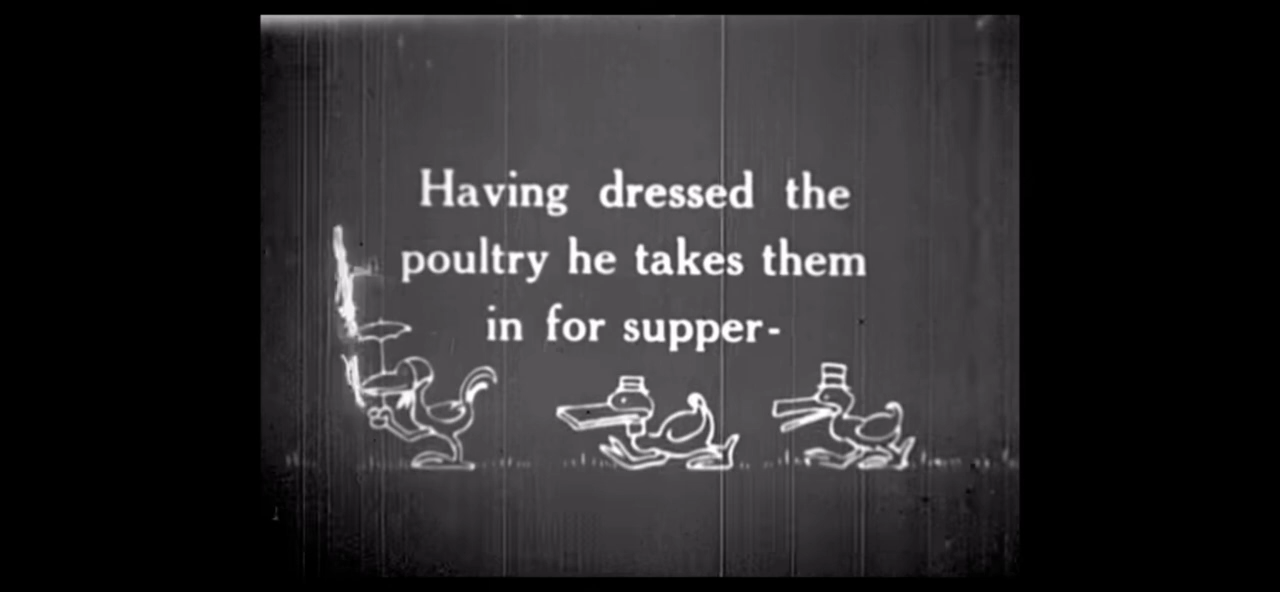 Having dressed the
poultry he takes them
in for supper-